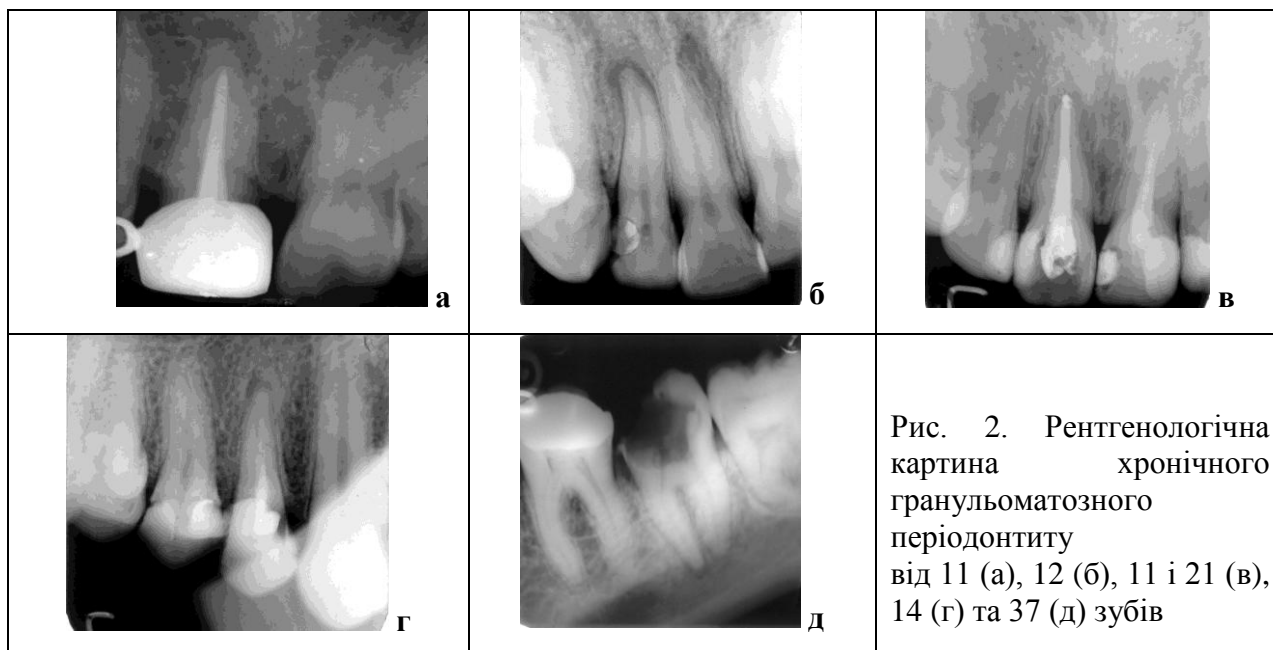 а
б
в
г
д
Рис. 2. Рентгенологічна
картина хронічного
гранульоматозного
періодонтиту
від 11 (а), 12 (б), 11 і 21 (в),
14 (г) та 37 (д) зубів